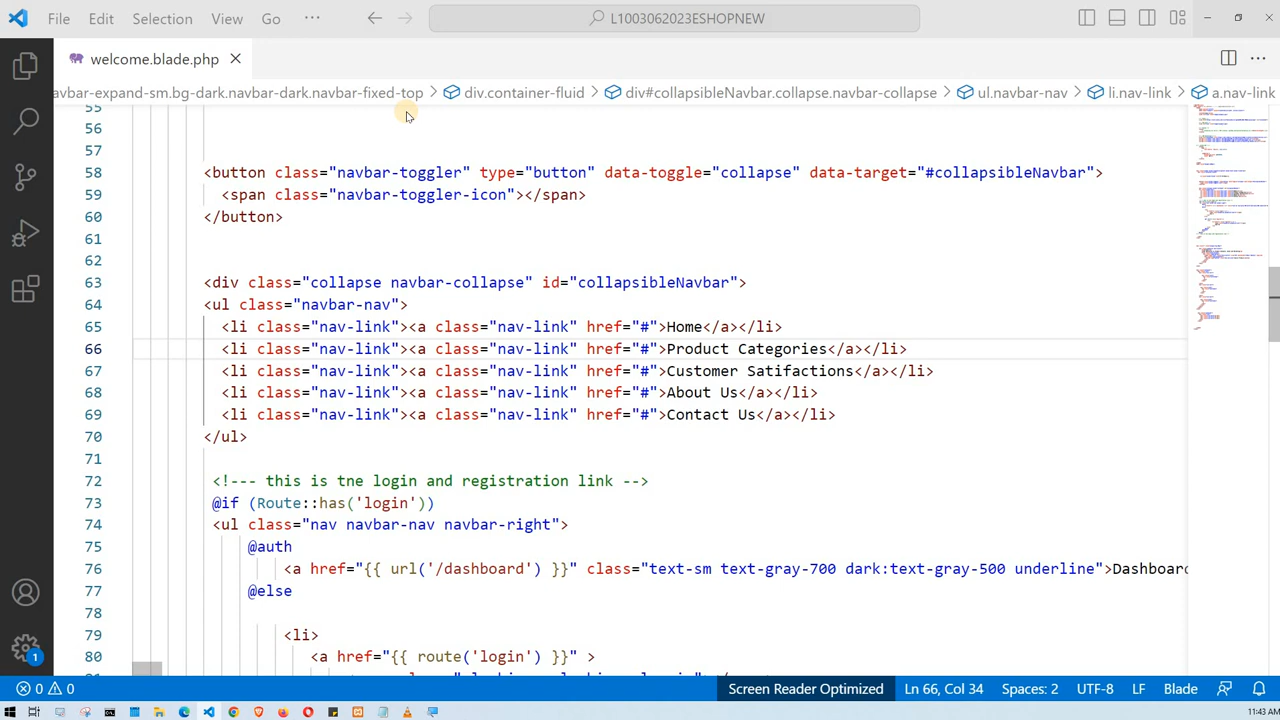 File Edit Selection View Go ··· L1003062023ESHOPNEW
welcome.blade.php
avbar-expand-sm.bg-dark.navbar-dark.navbar-fixed-top > div.container-fluid > div#collapsibleNavbar.collapse.navbar-collapse > ul.navbar-nav > li.nav-link > a.nav-link
55
56
57
58 <button class="navbar-toggler" type="button" data-toggle="collapse" data-target="#collapsibleNavbar">
59 <span class="navbar-toggler-icon"></span>
60 </button>
61
62
63 <div class="collapse navbar-collapse" id="collapsibleNavbar">
64 <ul class="navbar-nav">
65 <li class="nav-link"><a class="nav-link" href="#">Home</a></li>
66 <li class="nav-link"><a class="nav-link" href="#">Product Categories</a></li>
67 <li class="nav-link"><a class="nav-link" href="#">Customer Satifactions</a></li>
68 <li class="nav-link"><a class="nav-link" href="#">About Us</a></li>
69 <li class="nav-link"><a class="nav-link" href="#">Contact Us</a></li>
70 </ul>
71
72 <!--- this is tne login and registration link -->
73 @if (Route::has('login'))
74 <ul class="nav navbar-nav navbar-right">
75 @auth
76 <a href="{{ url('/dashboard') }}" class="text-sm text-gray-700 dark:text-gray-500 underline">Dashboard
77 @else
78
79 <li>
80 <a href="{{ route('login') }}" >
1
0 0 Screen Reader Optimized Ln 66, Col 34 Spaces: 2 UTF-8 LF Blade
11:43 AM